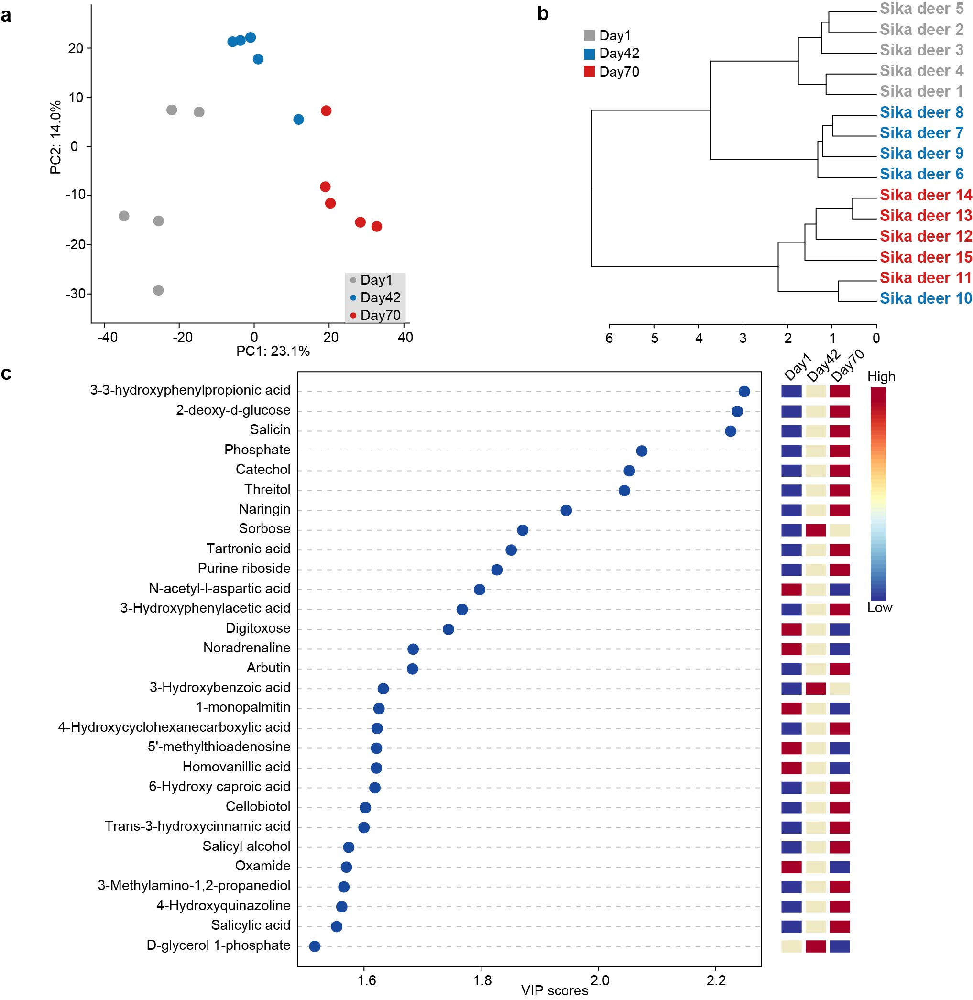 a
20
10
0
-10
-20
-30
PC2: 14.0%
-40 -20 0 20 40
PC1: 23.1%
Day1
Day42
Day70
b
Day1
Day42
Day70
Sika deer 5
Sika deer 2
Sika deer 3
Sika deer 4
Sika deer 1
Sika deer 8
Sika deer 7
Sika deer 9
Sika deer 6
Sika deer 14
Sika deer 13
Sika deer 12
Sika deer 15
Sika deer 11
Sika deer 10
6 5 4 3 2 1 0
c
Day1 Day42 Day70
High
Low
3-3-hydroxyphenylpropionic acid
2-deoxy-d-glucose
Salicin
Phosphate
Catechol
Threitol
Naringin
Sorbose
Tartronic acid
Purine riboside
N-acetyl-l-aspartic acid
3-Hydroxyphenylacetic acid
Digitoxose
Noradrenaline
Arbutin
3-Hydroxybenzoic acid
1-monopalmitin
4-Hydroxycyclohexanecarboxylic acid
5'-methylthioadenosine
Homovanillic acid
6-Hydroxy caproic acid
Cellobiotol
Trans-3-hydroxycinnamic acid
Salicyl alcohol
Oxamide
3-Methylamino-1,2-propanediol
4-Hydroxyquinazoline
Salicylic acid
D-glycerol 1-phosphate
1.6 1.8 2.0 2.2
VIP scores